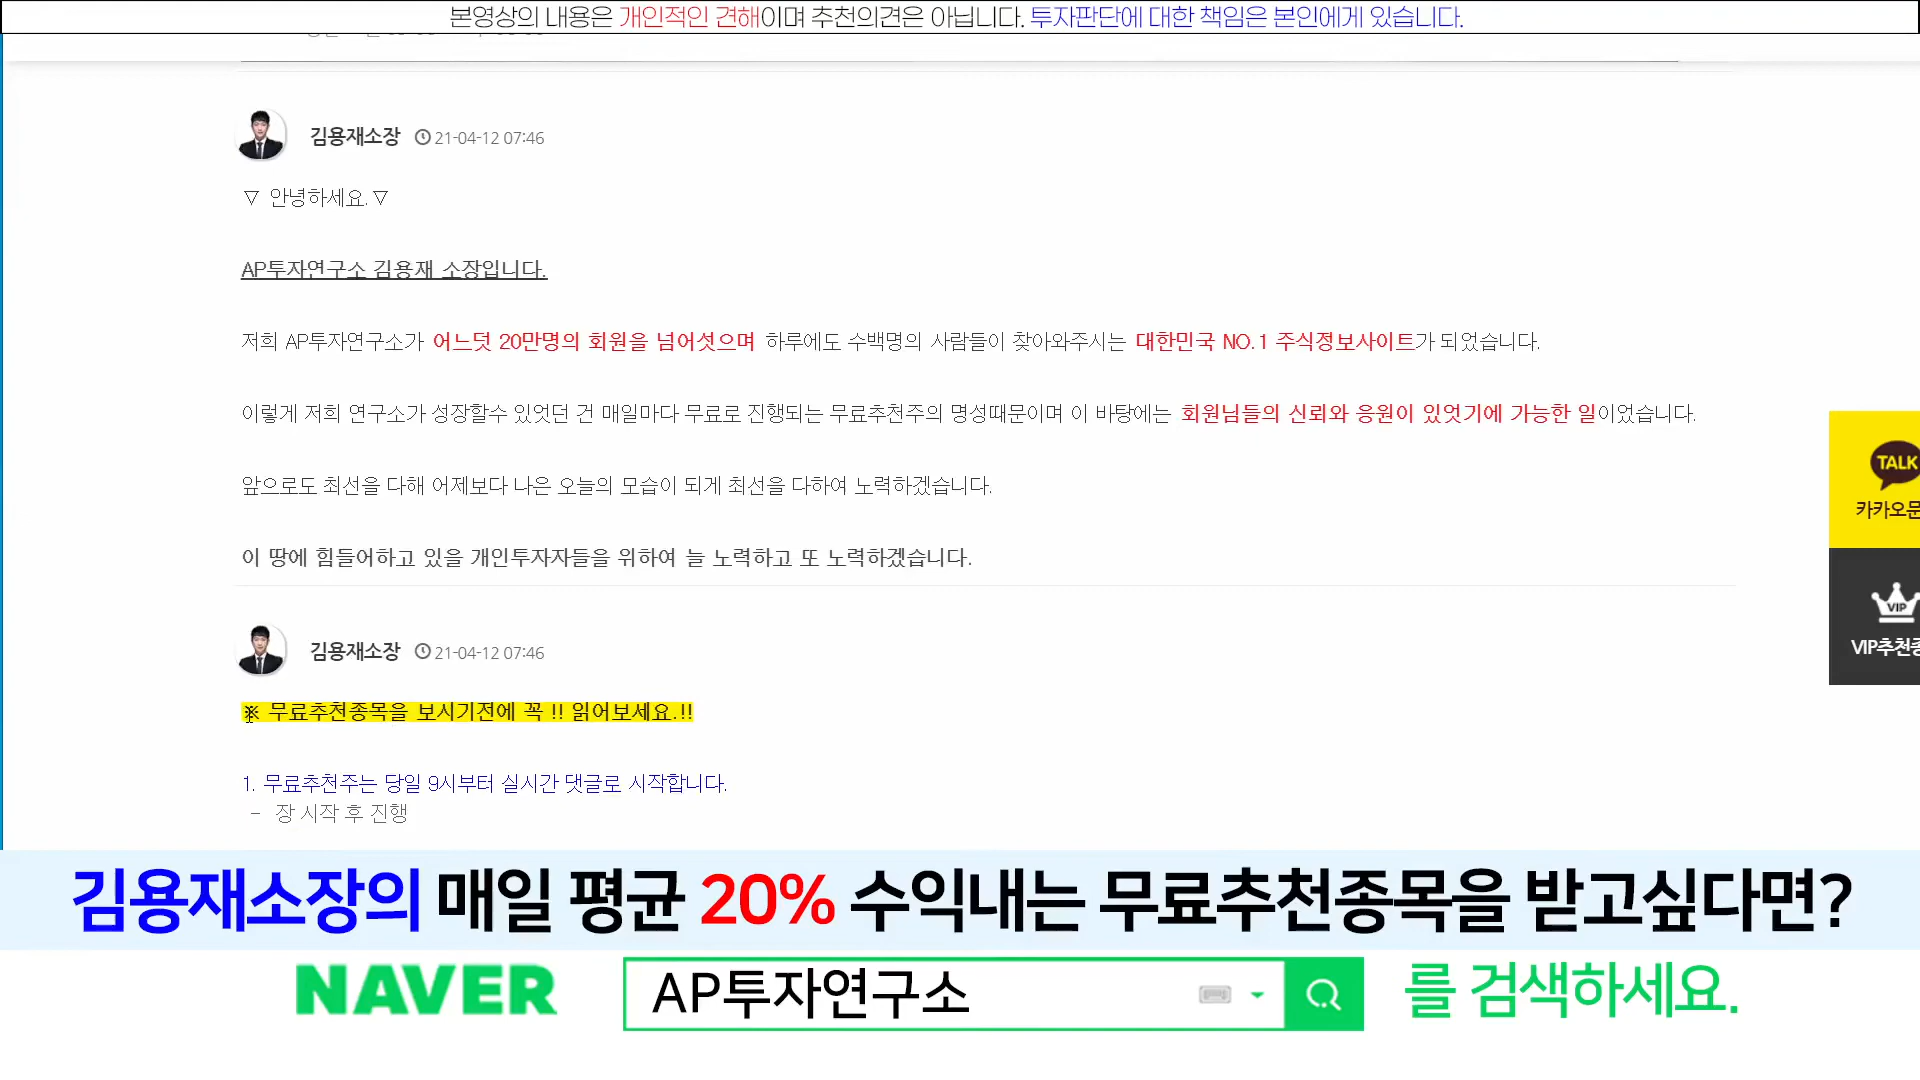 본영상의 내용은 개인적인 견해이며 추천의견은 아닙니다. 투자판단에 대한 책임은 본인에게 있습니다.
김용재소장 21-04-12 07:46
▽ 안녕하세요.▽
AP투자연구소 김용재 소장입니다.
저희 AP투자연구소가 어느덧 20만명의 회원을 넘어섯으며 하루에도 수백명의 사람들이 찾아와주시는 대한민국 NO.1 주식정보사이트가 되었습니다.
이렇게 저희 연구소가 성장할수 있엇던 건 매일마다 무료로 진행되는 무료추천주의 명성때문이며 이 바탕에는 회원님들의 신뢰와 응원이 있엇기에 가능한 일이었습니다.
앞으로도 최선을 다해 어제보다 나은 오늘의 모습이 되게 최선을 다하여 노력하겠습니다.
이 땅에 힘들어하고 있을 개인투자자들을 위하여 늘 노력하고 또 노력하겠습니다.
TALK
카카오문
VIP
VIP추천종
김용재소장 21-04-12 07:46
※ 무료추천종목을 보시기전에 꼭 !! 읽어보세요.!!
1. 무료추천주는 당일 9시부터 실시간 댓글로 시작합니다.
- 장 시작 후 진행
김용재소장의 매일 평균 20% 수익내는 무료추천종목을 받고싶다면?
NAVER AP투자연구소 를 검색하세요.